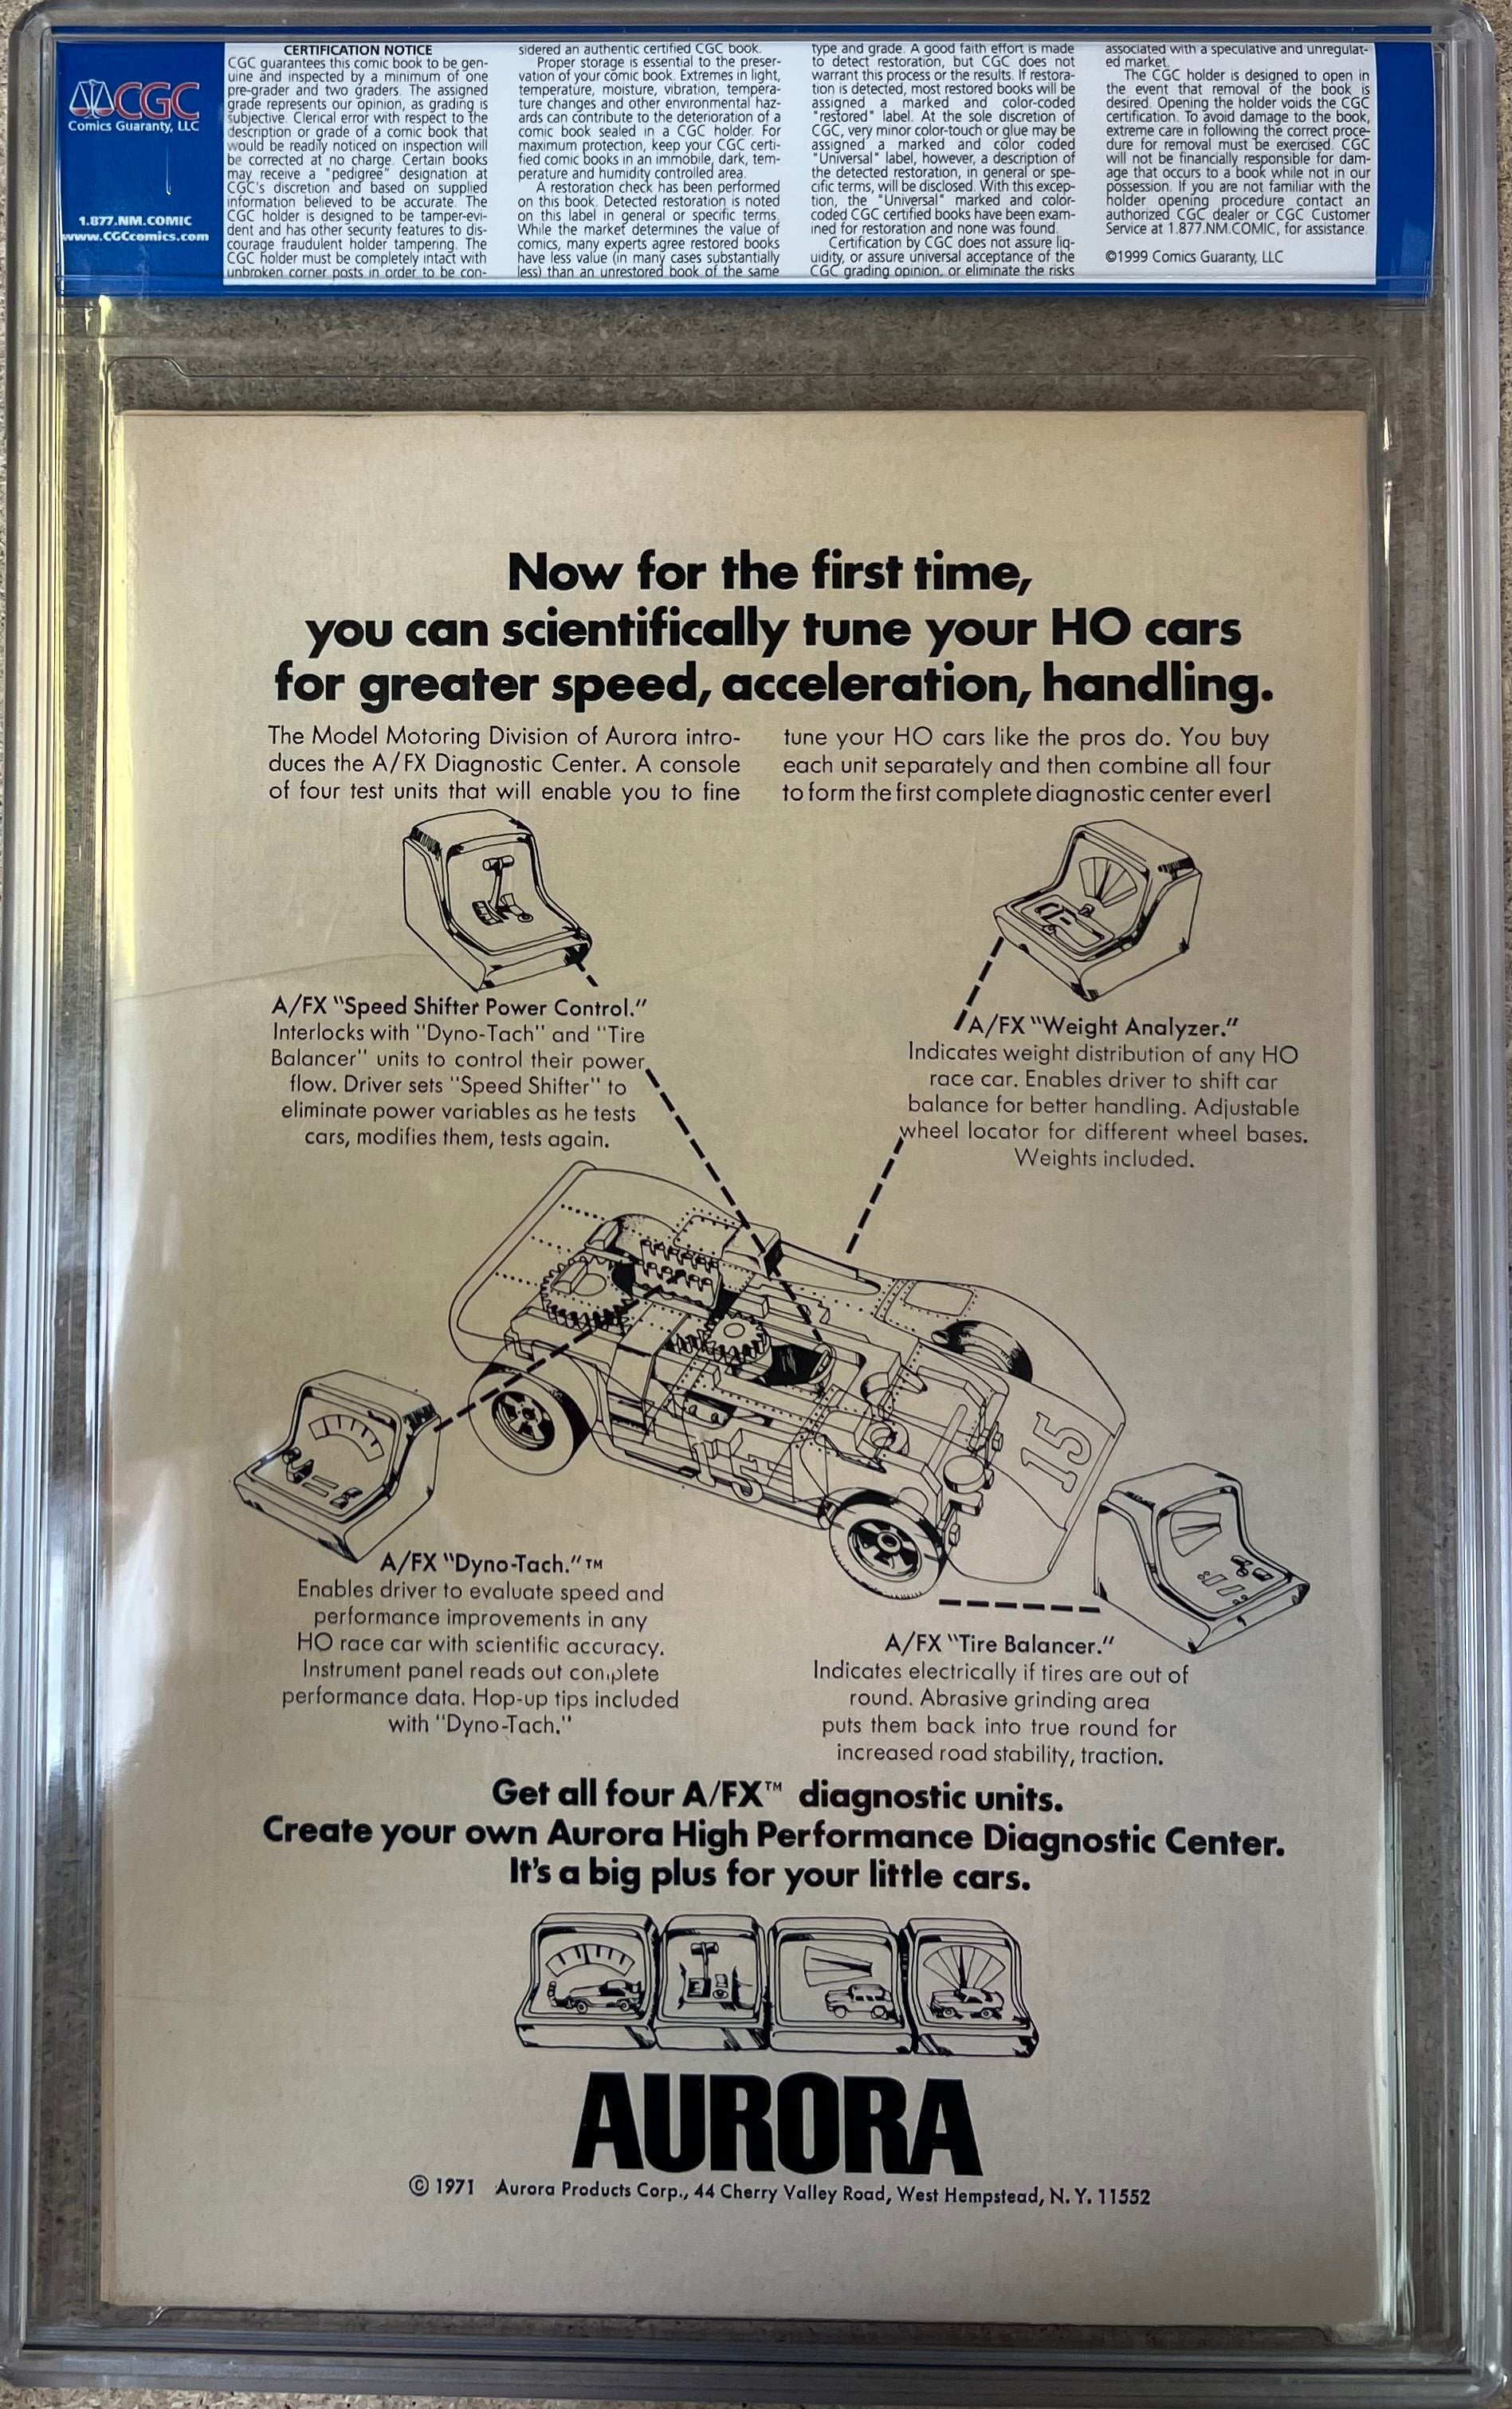 CGC
Comics Guaranty, LLC
1.877.NM.COMIC
www.CGCcomics.com
CERTIFICATION NOTICE
CGC guarantees this comic book to be gen-
uine and inspected by a minimum of one
pre-grader and two graders. The assigned
grade represents our opinion, as grading is
subjective. Clerical error with respect to the
description or grade of a comic book that
would be readily noticed on inspection will
be corrected at no charge. Certain books
may receive a "pedigree" designation at
CGC's discretion and based on supplied
information believed to be accurate. The
CGC holder is designed to be tamper-evi-
dent and has other security features to dis-
courage fraudulent holder tampering. The
CGC holder must be completely intact with
unbroken corner posts in order to be con-
sidered an authentic certified CGC book.
Proper storage is essential to the preser-
vation of your comic book. Extremes in light,
temperature, moisture, vibration, tempera-
ture changes and other environmental haz-
ards can contribute to the deterioration of a
comic book sealed in a CGC holder. For
maximum protection, keep your CGC certi-
fied comic books in an immobile, dark, tem-
perature and humidity controlled area.
A restoration check has been performed
on this book. Detected restoration is noted
on this label in general or specific terms.
While the market determines the value of
comics, many experts agree restored books
have less value (in many cases substantially
less) than an unrestored book of the same
type and grade. A good faith effort is made
to detect restoration, but CGC does not
warrant this process or the results. If restora-
tion is detected, most restored books will be
assigned a marked and color-coded
"restored" label. At the sole discretion of
CGC, very minor color-touch or glue may be
assigned a marked and color coded
"Universal" label, however, a description of
the detected restoration, in general or spe-
cific terms, will be disclosed. With this excep-
tion, the "Universal" marked and color-
coded CGC certified books have been exam-
ined for restoration and none was found.
Certification by CGC does not assure liq-
uidity, or assure universal acceptance of the
CGC grading opinion, or eliminate the risks
associated with a speculative and unregulat-
ed market.
The CGC holder is designed to open in
the event that removal of the book is
desired. Opening the holder voids the CGC
certification. To avoid damage to the book,
extreme care in following the correct proce-
dure for removal must be exercised. CGC
will not be financially responsible for dam-
age that occurs to a book while not in our
possession. If you are not familiar with the
holder opening procedure contact an
authorized CGC dealer or CGC Customer
Service at 1.877.NM.COMIC, for assistance.
©1999 Comics Guaranty, LLC
Now for the first time,
you can scientifically tune your HO cars
for greater speed, acceleration, handling.
The Model Motoring Division of Aurora intro-
duces the A/FX Diagnostic Center. A console
of four test units that will enable you to fine
tune your HO cars like the pros do. You buy
each unit separately and then combine all four
to form the first complete diagnostic center ever!
A/FX "Speed Shifter Power Control."
Interlocks with "Dyno-Tach" and "Tire
Balancer" units to control their power
flow. Driver sets "Speed Shifter" to
eliminate power variables as he tests
cars, modifies them, tests again.
A/FX "Weight Analyzer."
Indicates weight distribution of any HO
race car. Enables driver to shift car
balance for better handling. Adjustable
wheel locator for different wheel bases.
Weights included.
15
15
A/FX "Dyno-Tach."™
Enables driver to evaluate speed and
performance improvements in any
HO race car with scientific accuracy.
Instrument panel reads out complete
performance data. Hop-up tips included
with "Dyno-Tach."
A/FX "Tire Balancer."
Indicates electrically if tires are out of
round. Abrasive grinding area
puts them back into true round for
increased road stability, traction.
Get all four A/FX™ diagnostic units.
Create your own Aurora High Performance Diagnostic Center.
It's a big plus for your little cars.
AURORA
© 1971 Aurora Products Corp., 44 Cherry Valley Road, West Hempstead, N. Y. 11552